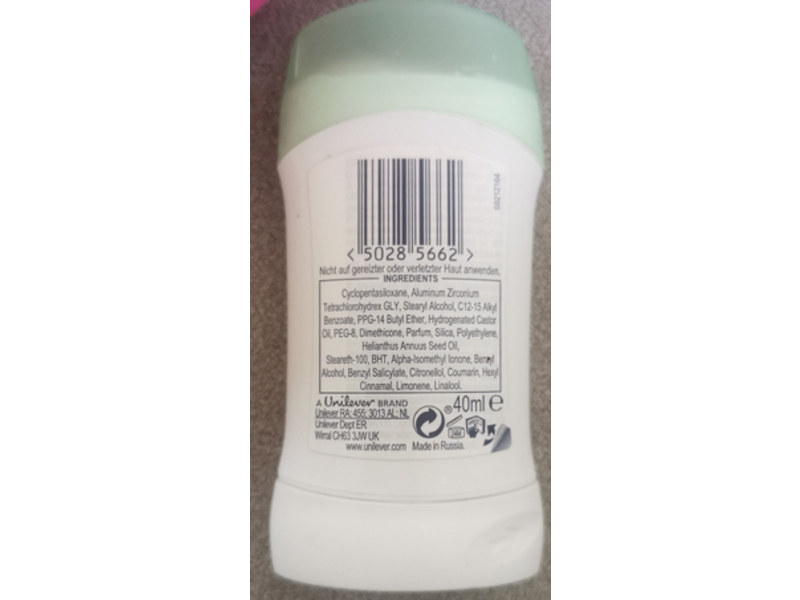 08212164
< 5028 5662 >
Nicht auf gereizter oder verletzter Haut anwenden.
INGREDIENTS
Cyclopentasiloxane, Aluminum Zirconium
Tetrachlorohydrex GLY, Stearyl Alcohol, C12-15 Alkyl
Benzoate, PPG-14 Butyl Ether, Hydrogenated Castor
Oil, PEG-8, Dimethicone, Parfum, Silica, Polyethylene,
Helianthus Annuus Seed Oil,
Steareth-100, BHT, Alpha-Isomethyl Ionone, Benzyl
Alcohol, Benzyl Salicylate, Citronellol, Coumarin, Hexyl
Cinnamal, Limonene, Linalool.
A Unilever® BRAND
Unilever RA: 455; 3013 AL; NL
Unilever Dept ER
Wirral CH63 3JW UK
® 40ml ℮
24M
www.unilever.com Made in Russia.